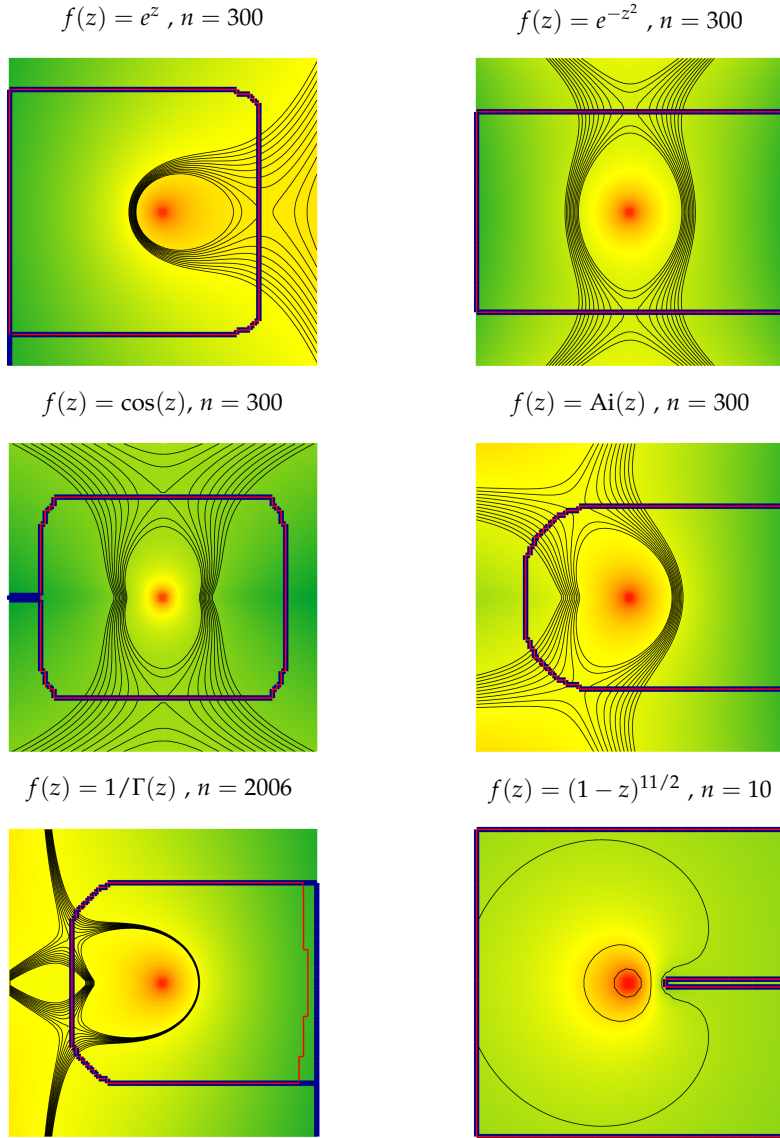 f(z) = e^z , n = 300
f(z) = e^{-z^2} , n = 300
f(z) = cos(z), n = 300
f(z) = Ai(z) , n = 300
f(z) = 1/Γ(z) , n = 2006
f(z) = (1 − z)^{11/2} , n = 10